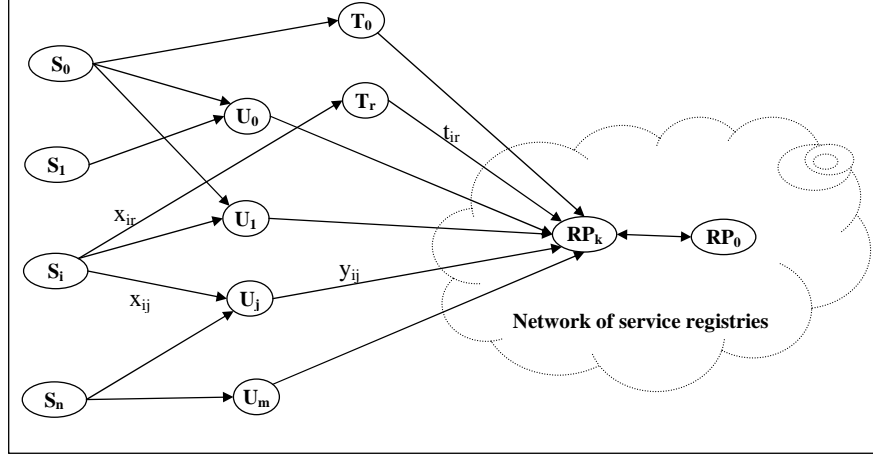 T₀
S₀
Tᵣ
U₀
tᵢᵣ
S₁
xᵢᵣ
U₁
RPₖ
RP₀
Sᵢ
yᵢⱼ
xᵢⱼ
Uⱼ
Network of service registries
Sₙ
Uₘ